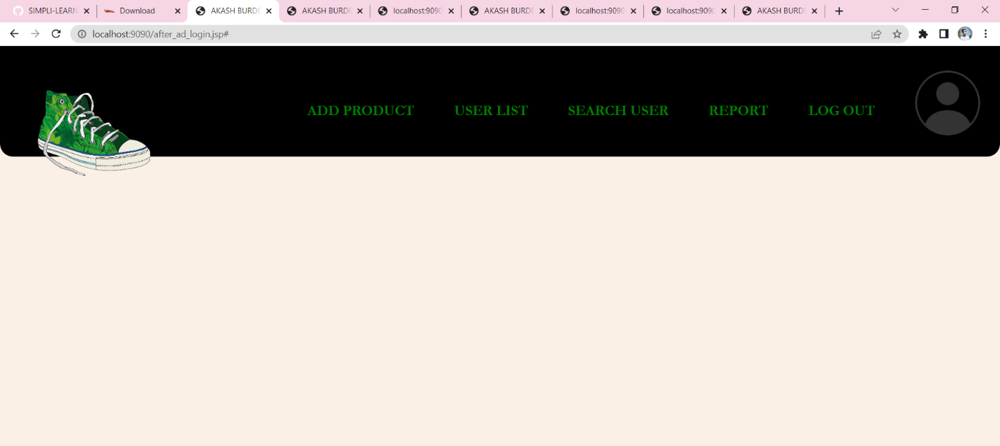 SIMPLI-LEARN Download AKASH BURDE AKASH BURDE localhost:9090 AKASH BURDE localhost:9090 localhost:9090 AKASH BURDE
localhost:9090/after_ad_login.jsp#
ADD PRODUCT USER LIST SEARCH USER REPORT LOG OUT